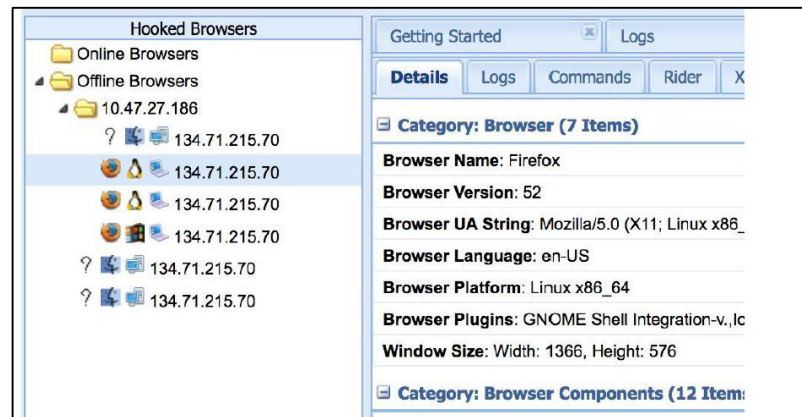 Hooked Browsers
Online Browsers
Offline Browsers
10.47.27.186
? 134.71.215.70
134.71.215.70
134.71.215.70
134.71.215.70
? 134.71.215.70
? 134.71.215.70
Getting Started Logs
Details Logs Commands Rider X
Category: Browser (7 Items)
Browser Name: Firefox
Browser Version: 52
Browser UA String: Mozilla/5.0 (X11; Linux x86_
Browser Language: en-US
Browser Platform: Linux x86_64
Browser Plugins: GNOME Shell Integration-v.,Ic
Window Size: Width: 1366, Height: 576
Category: Browser Components (12 Items